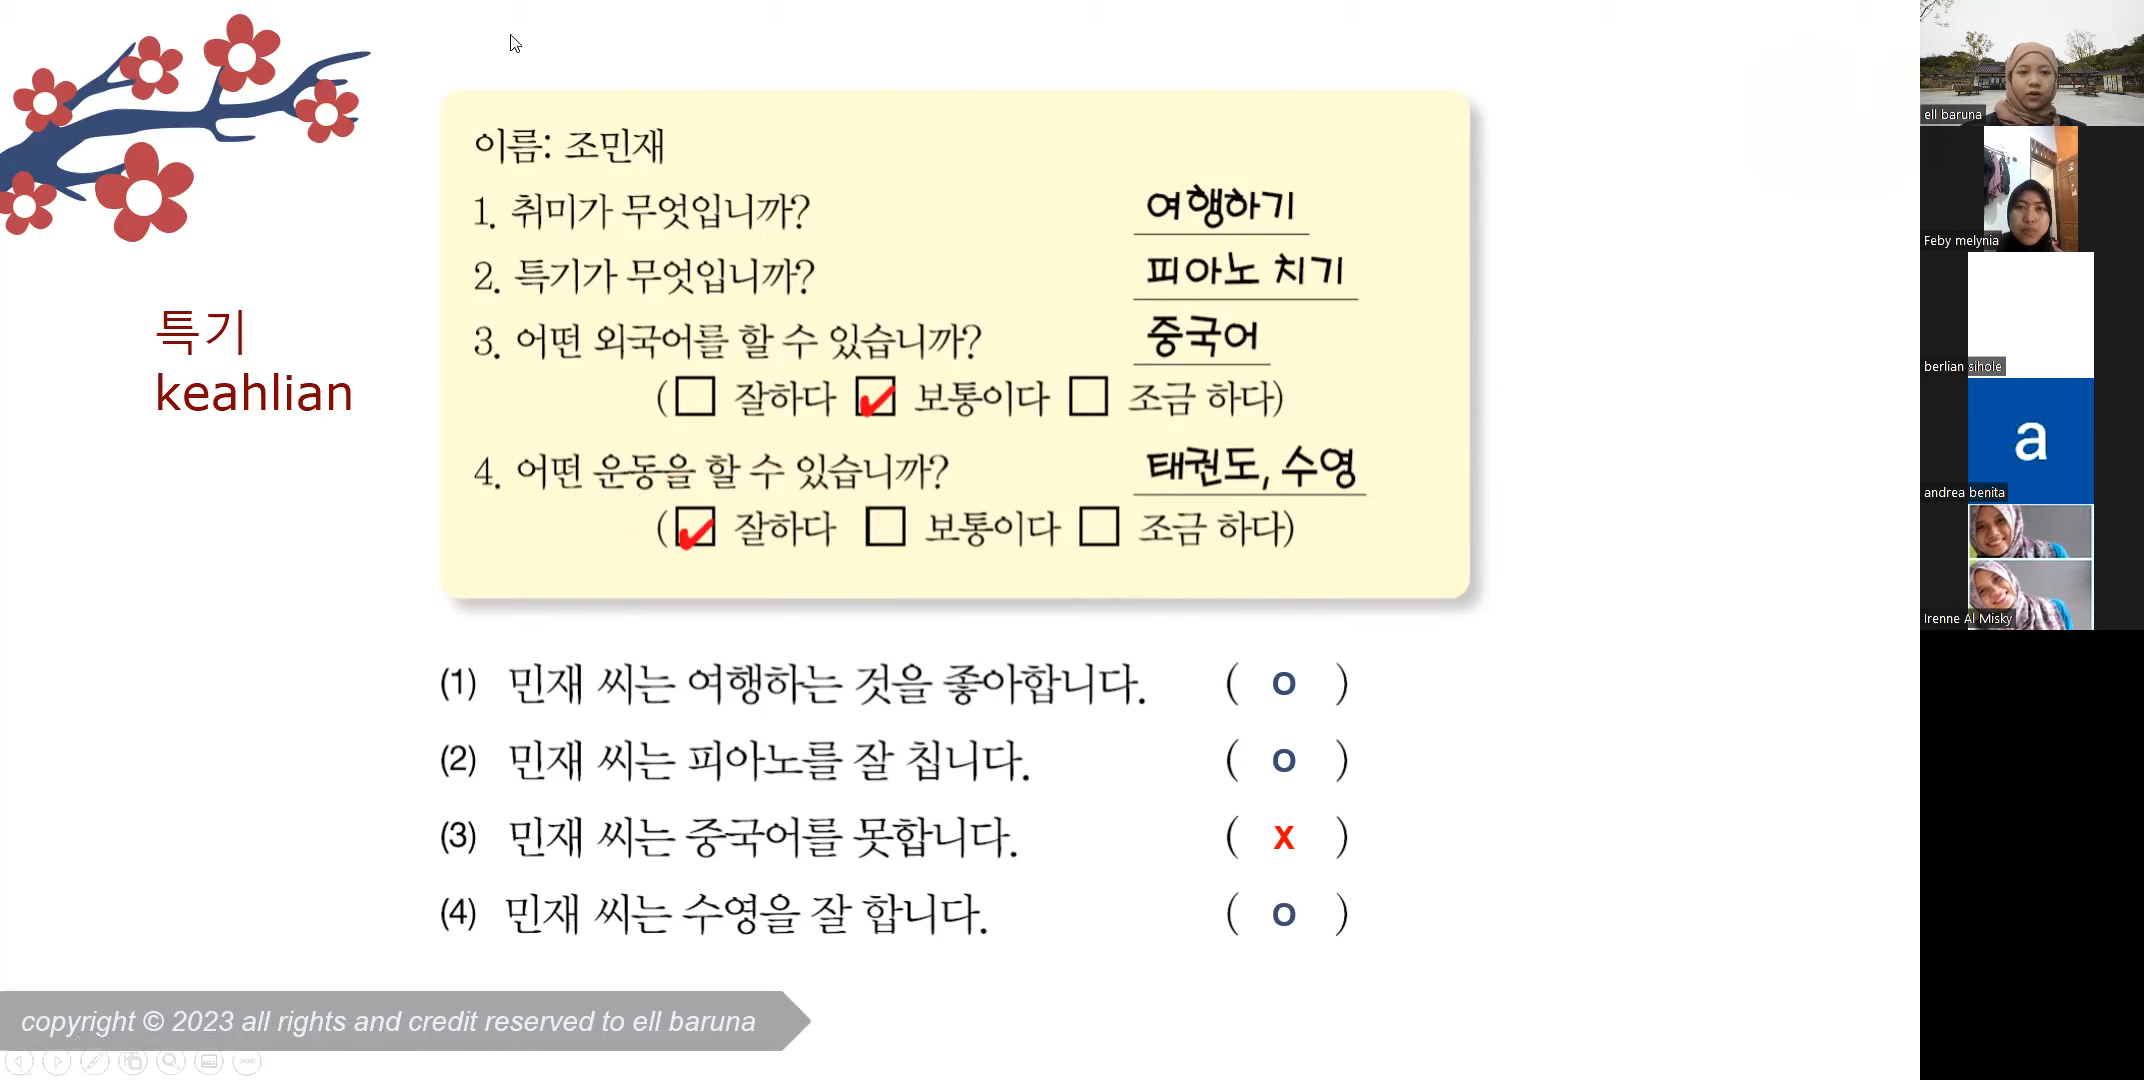 특기
keahlian
이름: 조민재
1. 취미가 무엇입니까? 여행하기
2. 특기가 무엇입니까? 피아노 치기
3. 어떤 외국어를 할 수 있습니까? 중국어
(□ 잘하다 ☑ 보통이다 □ 조금 하다)
4. 어떤 운동을 할 수 있습니까? 태권도, 수영
(☑ 잘하다 □ 보통이다 □ 조금 하다)
(1) 민재 씨는 여행하는 것을 좋아합니다. ( O )
(2) 민재 씨는 피아노를 잘 칩니다. ( O )
(3) 민재 씨는 중국어를 못합니다. ( X )
(4) 민재 씨는 수영을 잘 합니다. ( O )
copyright © 2023 all rights and credit reserved to ell baruna
ell baruna
Feby melynia
berlian sihole
a
andrea benita
Irenne Al Misky